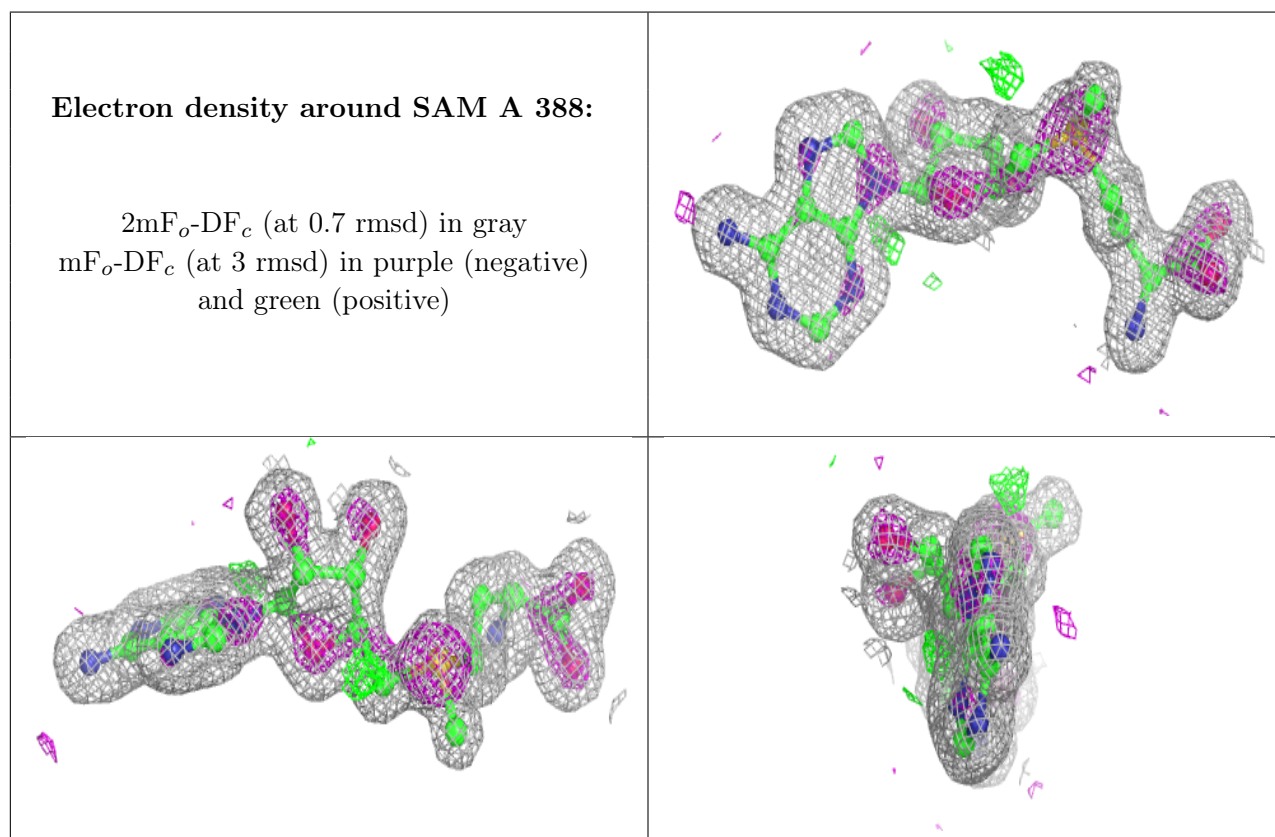 Electron density around SAM A 388:
2mFo-DFc (at 0.7 rmsd) in gray
mFo-DFc (at 3 rmsd) in purple (negative)
and green (positive)